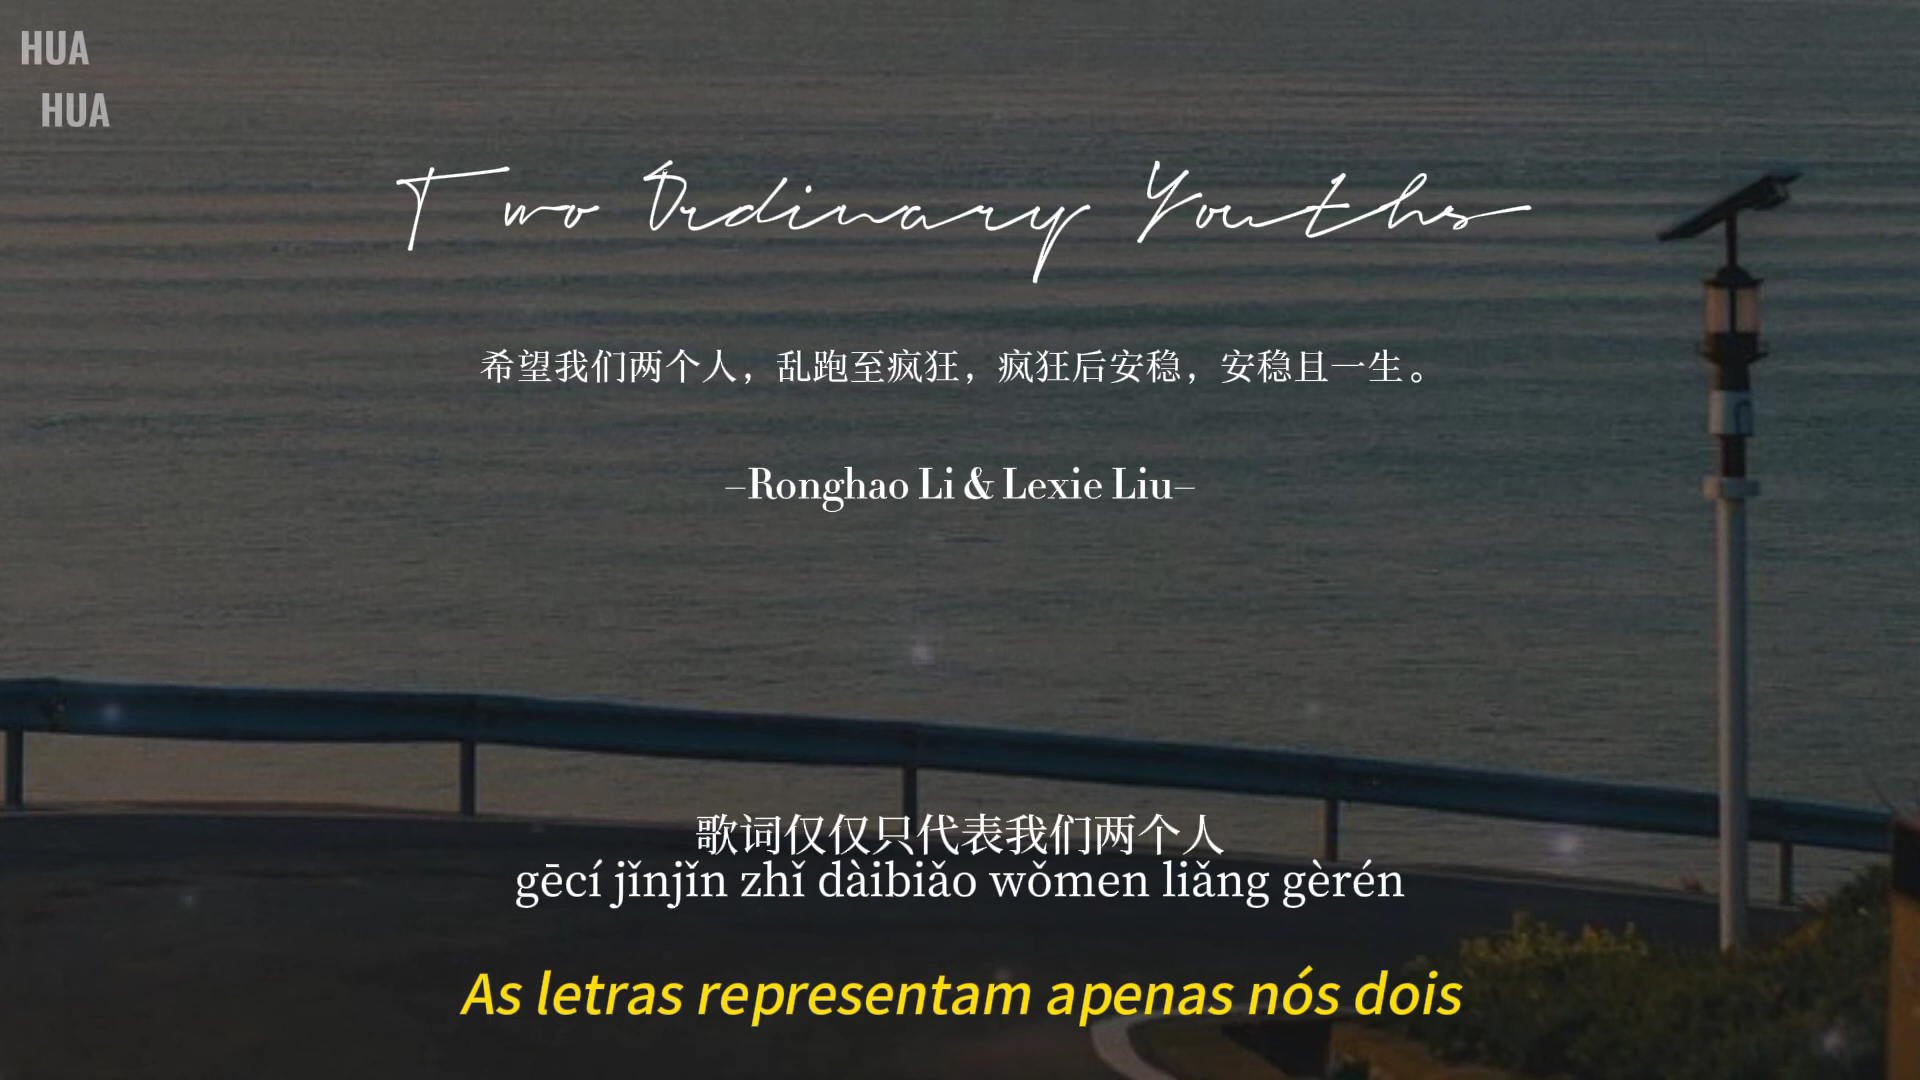 HUA
HUA
Two Ordinary Youths
希望我们两个人，乱跑至疯狂，疯狂后安稳，安稳且一生。
–Ronghao Li & Lexie Liu–
歌词仅仅只代表我们两个人
gēcí jǐnjǐn zhǐ dàibiǎo wǒmen liǎng gèrén
As letras representam apenas nós dois